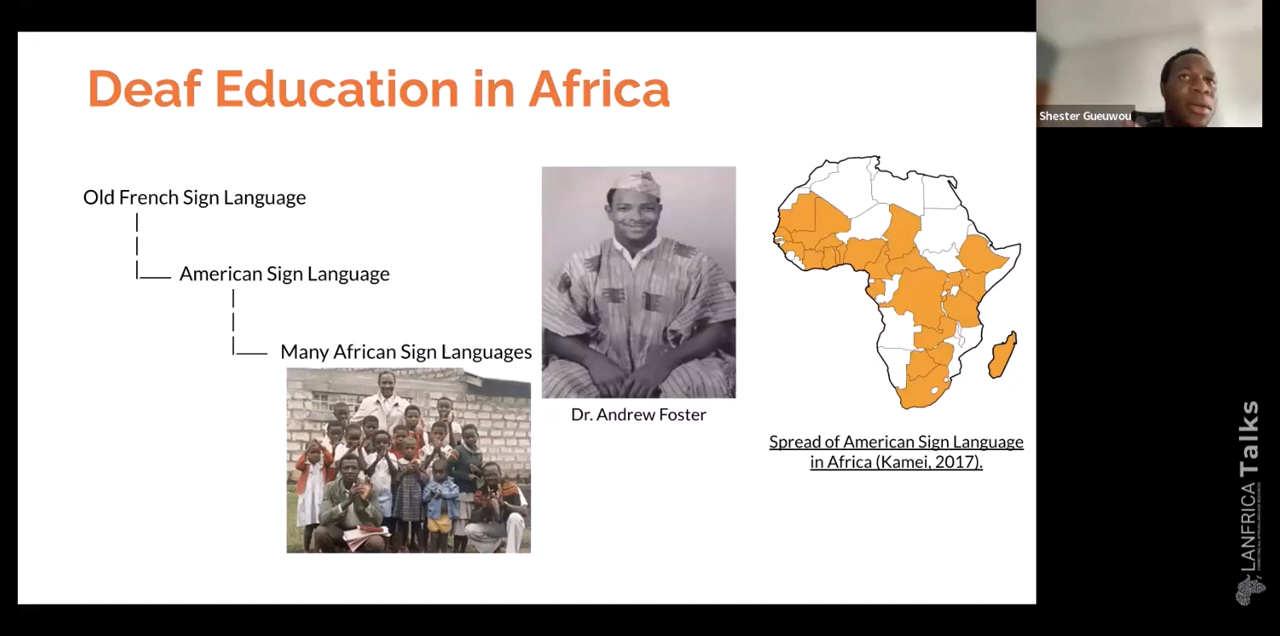 Deaf Education in Africa
Shester Gueuwou
Old French Sign Language
American Sign Language
Many African Sign Languages
Dr. Andrew Foster
Spread of American Sign Language
in Africa (Kamei, 2017).
LANFRICA Talks